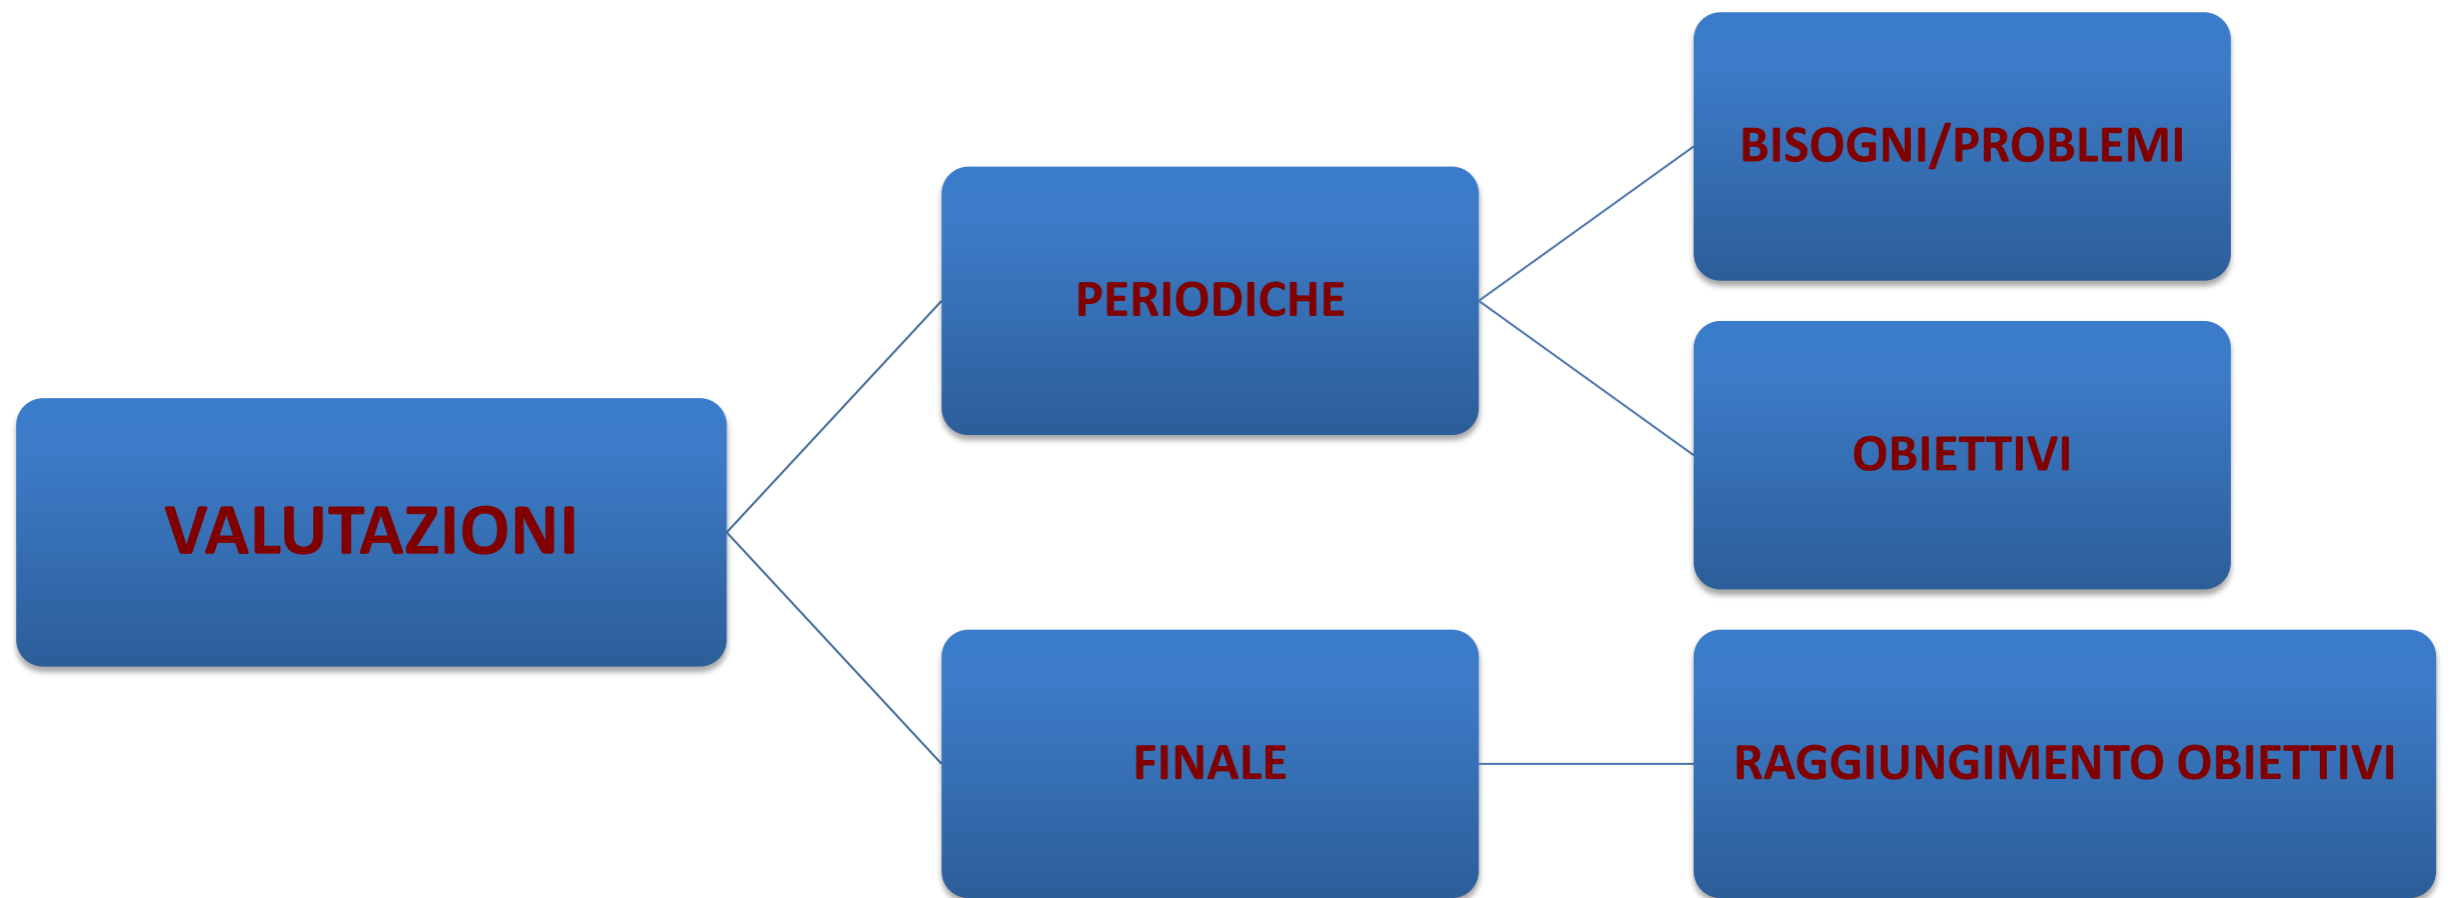 VALUTAZIONI
PERIODICHE
BISOGNI/PROBLEMI
OBIETTIVI
FINALE
RAGGIUNGIMENTO OBIETTIVI